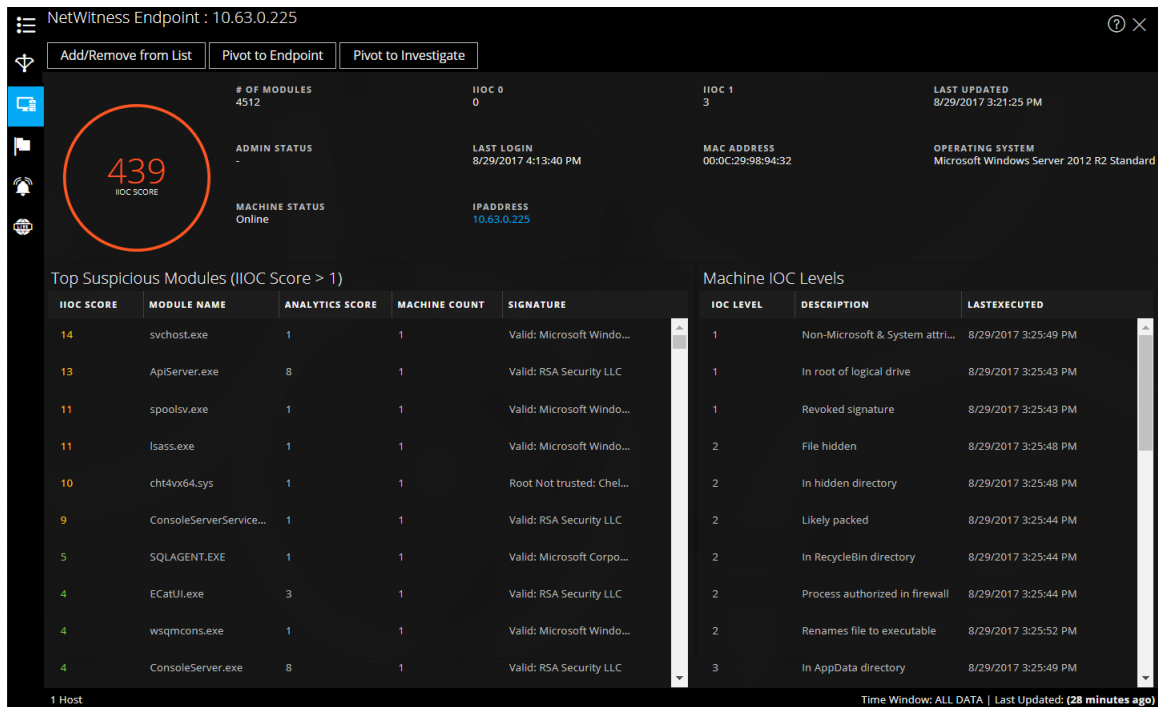 NetWitness Endpoint : 10.63.0.225
Add/Remove from List Pivot to Endpoint Pivot to Investigate
439
IIOC SCORE
# OF MODULES
4512
IIOC 0
0
IIOC 1
3
LAST UPDATED
8/29/2017 3:21:25 PM
ADMIN STATUS
-
LAST LOGIN
8/29/2017 4:13:40 PM
MAC ADDRESS
00:0C:29:98:94:32
OPERATING SYSTEM
Microsoft Windows Server 2012 R2 Standard
MACHINE STATUS
Online
IPADDRESS
10.63.0.225
Top Suspicious Modules (IIOC Score > 1)
IIOC SCORE MODULE NAME ANALYTICS SCORE MACHINE COUNT SIGNATURE
14 svchost.exe 1 1 Valid: Microsoft Windo...
13 ApiServer.exe 8 1 Valid: RSA Security LLC
11 spoolsv.exe 1 1 Valid: Microsoft Windo...
11 lsass.exe 1 1 Valid: Microsoft Windo...
10 cht4vx64.sys 1 1 Root Not trusted: Chel...
9 ConsoleServerService... 1 1 Valid: RSA Security LLC
5 SQLAGENT.EXE 1 1 Valid: Microsoft Corpo...
4 ECatUI.exe 3 1 Valid: RSA Security LLC
4 wsqmcons.exe 1 1 Valid: Microsoft Windo...
4 ConsoleServer.exe 8 1 Valid: RSA Security LLC
Machine IOC Levels
IOC LEVEL DESCRIPTION LASTEXECUTED
1 Non-Microsoft & System attri... 8/29/2017 3:25:49 PM
1 In root of logical drive 8/29/2017 3:25:43 PM
1 Revoked signature 8/29/2017 3:25:43 PM
2 File hidden 8/29/2017 3:25:48 PM
2 In hidden directory 8/29/2017 3:25:48 PM
2 Likely packed 8/29/2017 3:25:44 PM
2 In RecycleBin directory 8/29/2017 3:25:44 PM
2 Process authorized in firewall 8/29/2017 3:25:44 PM
2 Renames file to executable 8/29/2017 3:25:52 PM
3 In AppData directory 8/29/2017 3:25:49 PM
1 Host
Time Window: ALL DATA | Last Updated: (28 minutes ago)